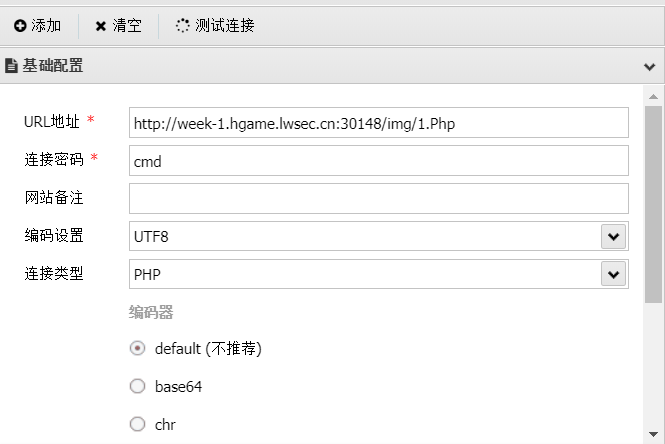 添加 清空 测试连接
基础配置
URL地址 * http://week-1.hgame.lwsec.cn:30148/img/1.Php
连接密码 * cmd
网站备注
编码设置 UTF8
连接类型 PHP
编码器
default (不推荐)
base64
chr